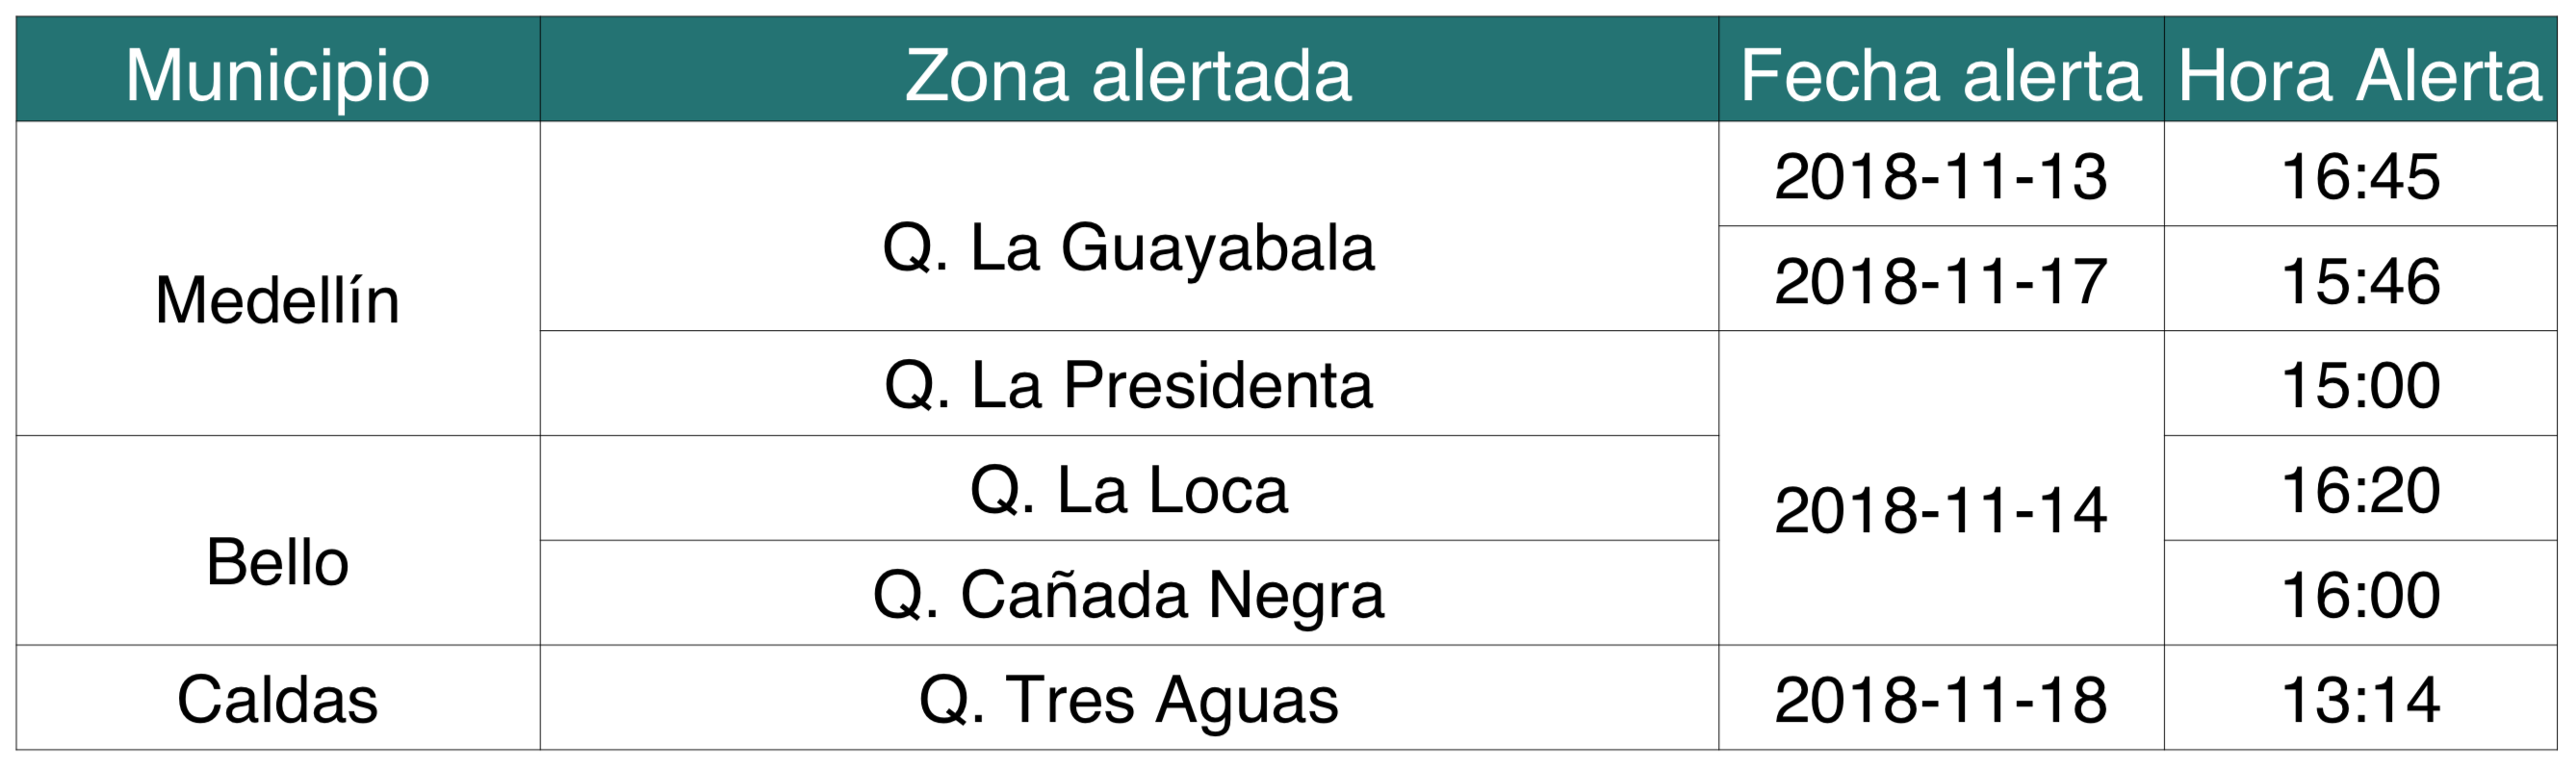 Municipio Zona alertada Fecha alerta Hora Alerta
Medellín Q. La Guayabala 2018-11-13 16:45
2018-11-17 15:46
Q. La Presidenta 2018-11-14 15:00
Bello Q. La Loca 16:20
Q. Cañada Negra 16:00
Caldas Q. Tres Aguas 2018-11-18 13:14